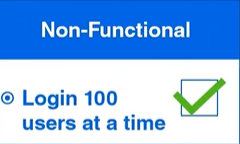 Non-Functional
Login 100
users at a time